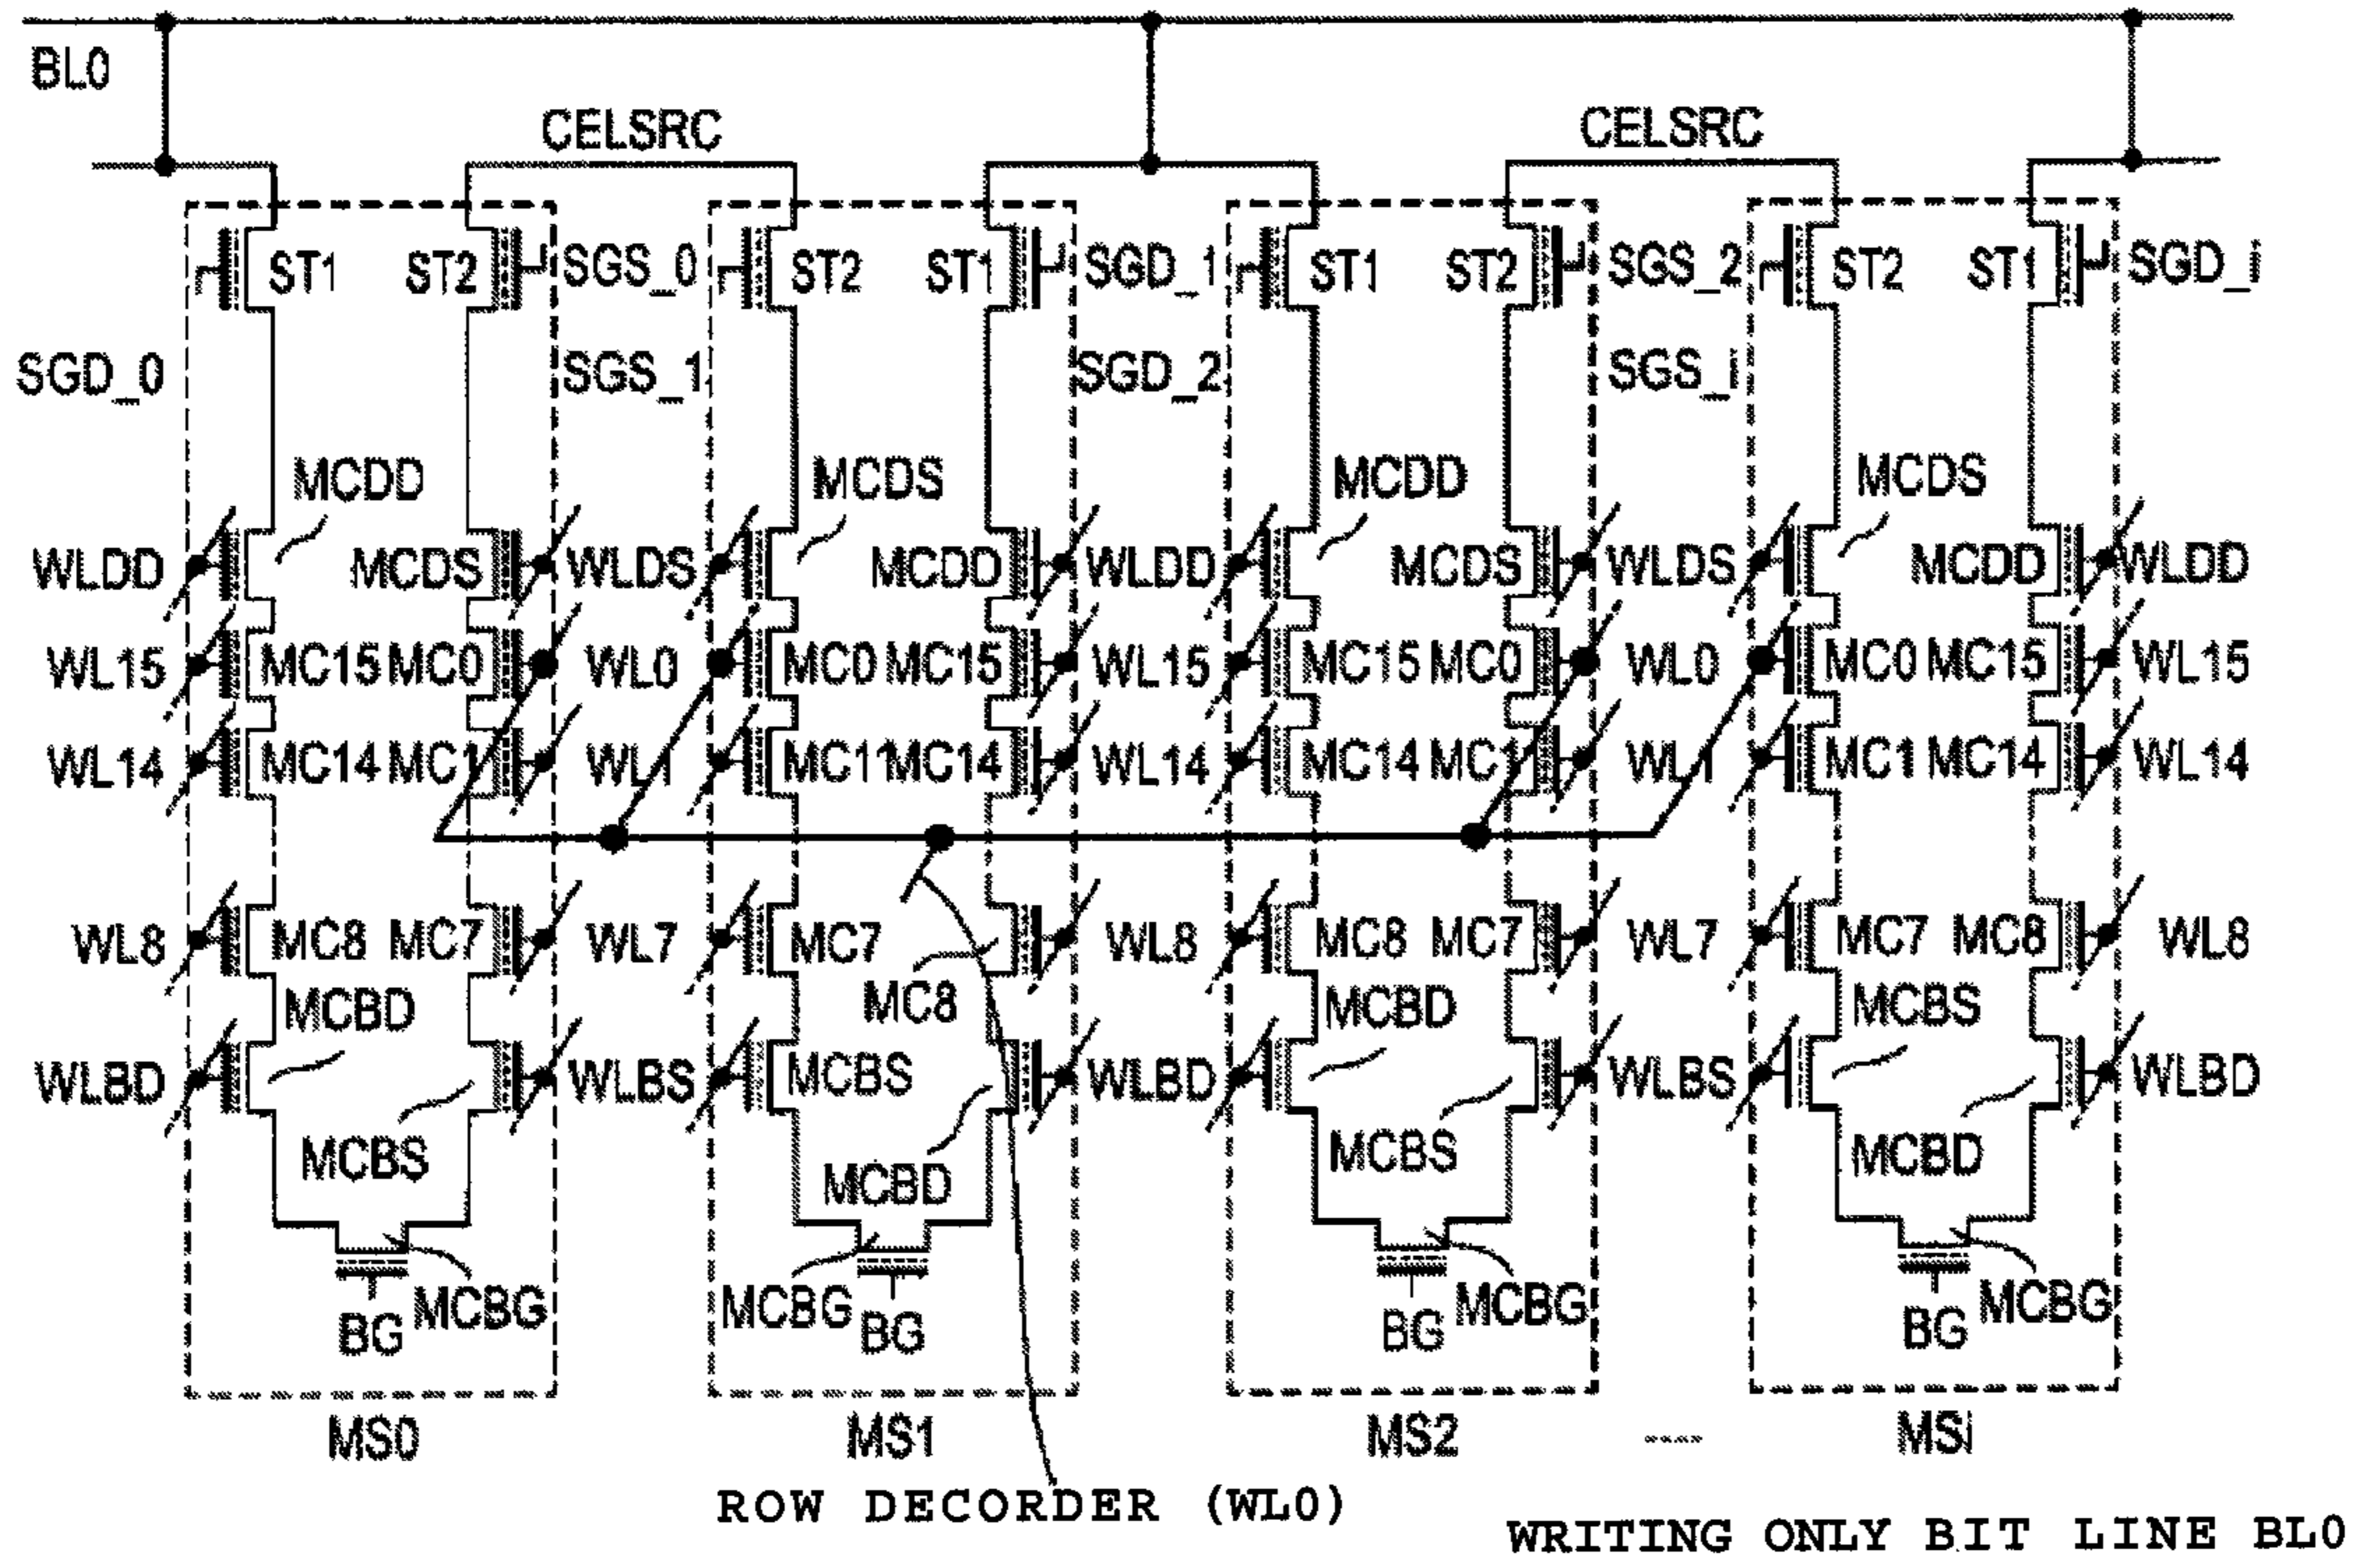 BL0
CELSRC CELSRC
ST1 ST2 SGS_0 ST2 ST1 SGD_1 ST1 ST2 SGS_2 ST2 ST1 SGD_i
SGD_0 SGS_1 SGD_2 SGS_i
MCDD MCDS MCDD MCDS
WLDD MCDS WLDS MCDD WLDD MCDS WLDS MCDD WLDD
WL15 MC15 MC0 WL0 MC0 MC15 WL15 MC15 MC0 WL0 MC0 MC15 WL15
WL14 MC14 MC1 WL1 MC11 MC14 WL14 MC14 MC1 WL1 MC1 MC14 WL14
WL8 MC8 MC7 WL7 MC7 WL8 MC8 MC7 WL7 MC7 MC8 WL8
MCBD MC8 MCBD MCBS
WLBD WLBS MCBS WLBD WLBS WLBD
MCBS MCBD MCBS MCBD
MCBG MCBG MCBG MCBG
BG BG BG BG
MS0 MS1 MS2 ---- MSi
ROW DECORDER (WL0)
WRITING ONLY BIT LINE BL0